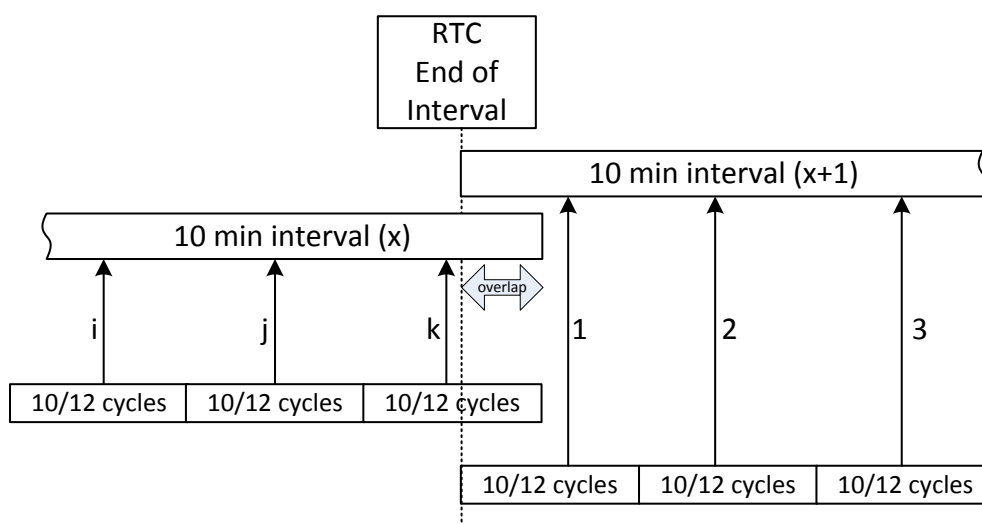 RTC
End of
Interval
10 min interval (x+1)
10 min interval (x)
overlap
i
j
k
1
2
3
10/12 cycles
10/12 cycles
10/12 cycles
10/12 cycles
10/12 cycles
10/12 cycles